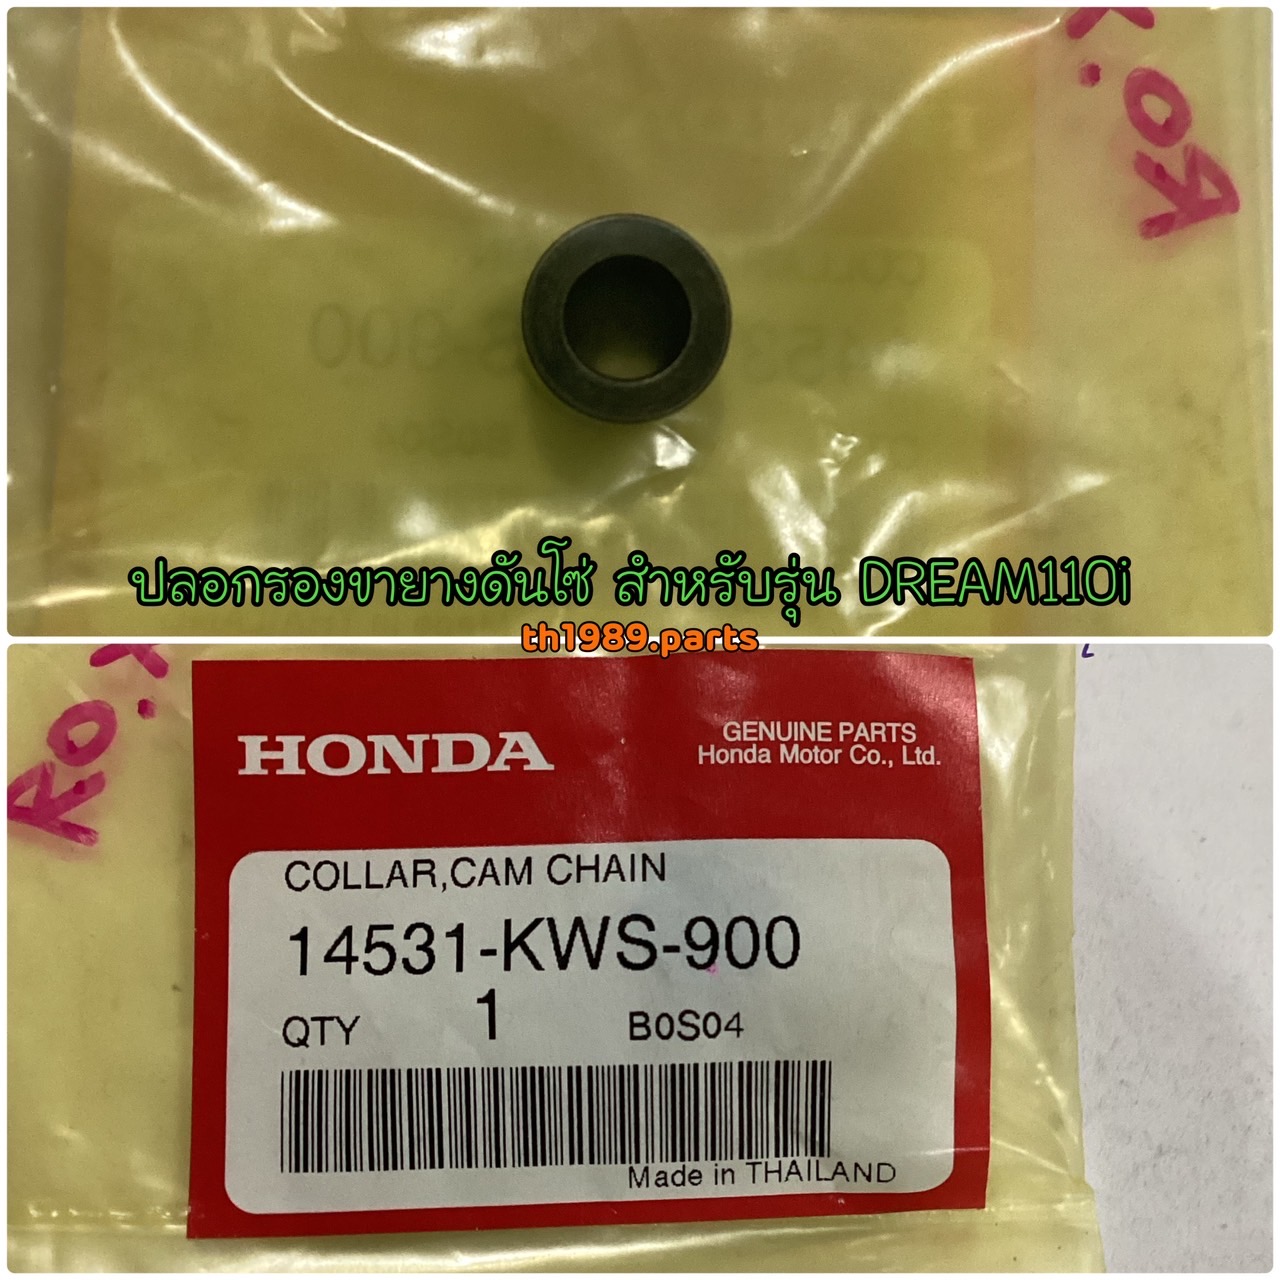 ปลอกรองขายางดันโซ่ สำหรับรุ่น DREAM110i
th1989.parts
HONDA
GENUINE PARTS
Honda Motor Co., Ltd.
COLLAR,CAM CHAIN
14531-KWS-900
QTY 1 B0S04
Made in THAILAND